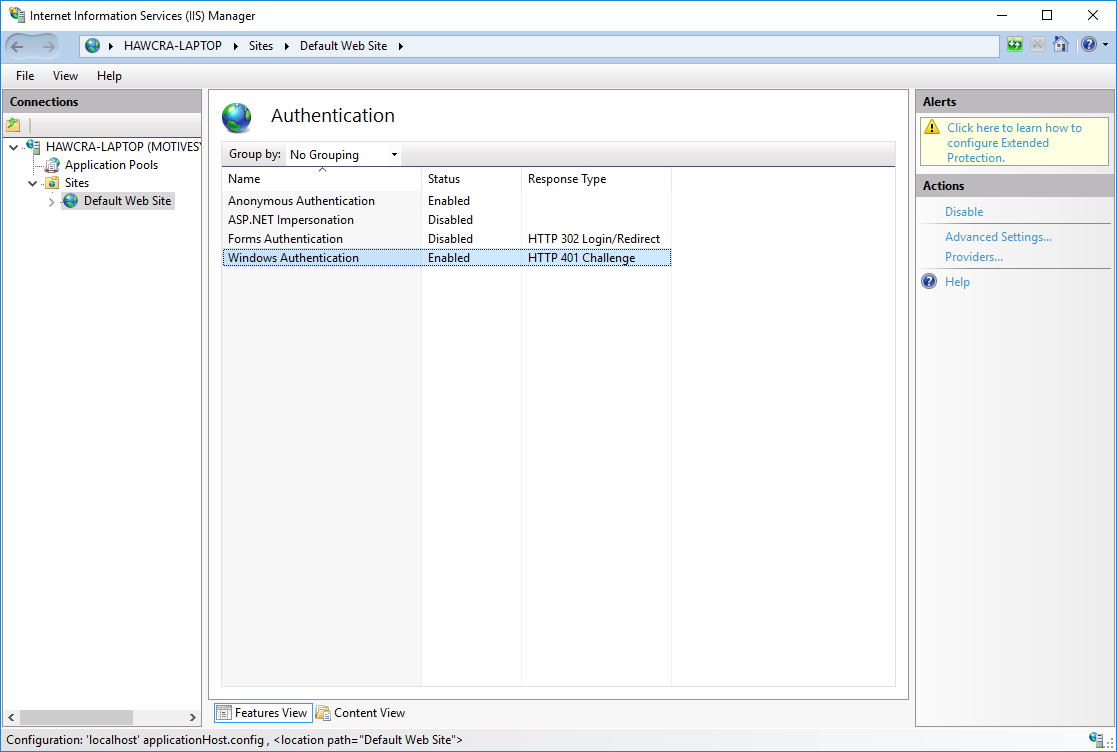 Internet Information Services (IIS) Manager
HAWCRA-LAPTOP Sites Default Web Site
File View Help
Connections
HAWCRA-LAPTOP (MOTIVES\
Application Pools
Sites
Default Web Site
Authentication
Group by: No Grouping
Name Status Response Type
Anonymous Authentication Enabled
ASP.NET Impersonation Disabled
Forms Authentication Disabled HTTP 302 Login/Redirect
Windows Authentication Enabled HTTP 401 Challenge
Features View Content View
Alerts
Click here to learn how to
configure Extended
Protection.
Actions
Disable
Advanced Settings...
Providers...
Help
Configuration: 'localhost' applicationHost.config , <location path="Default Web Site">